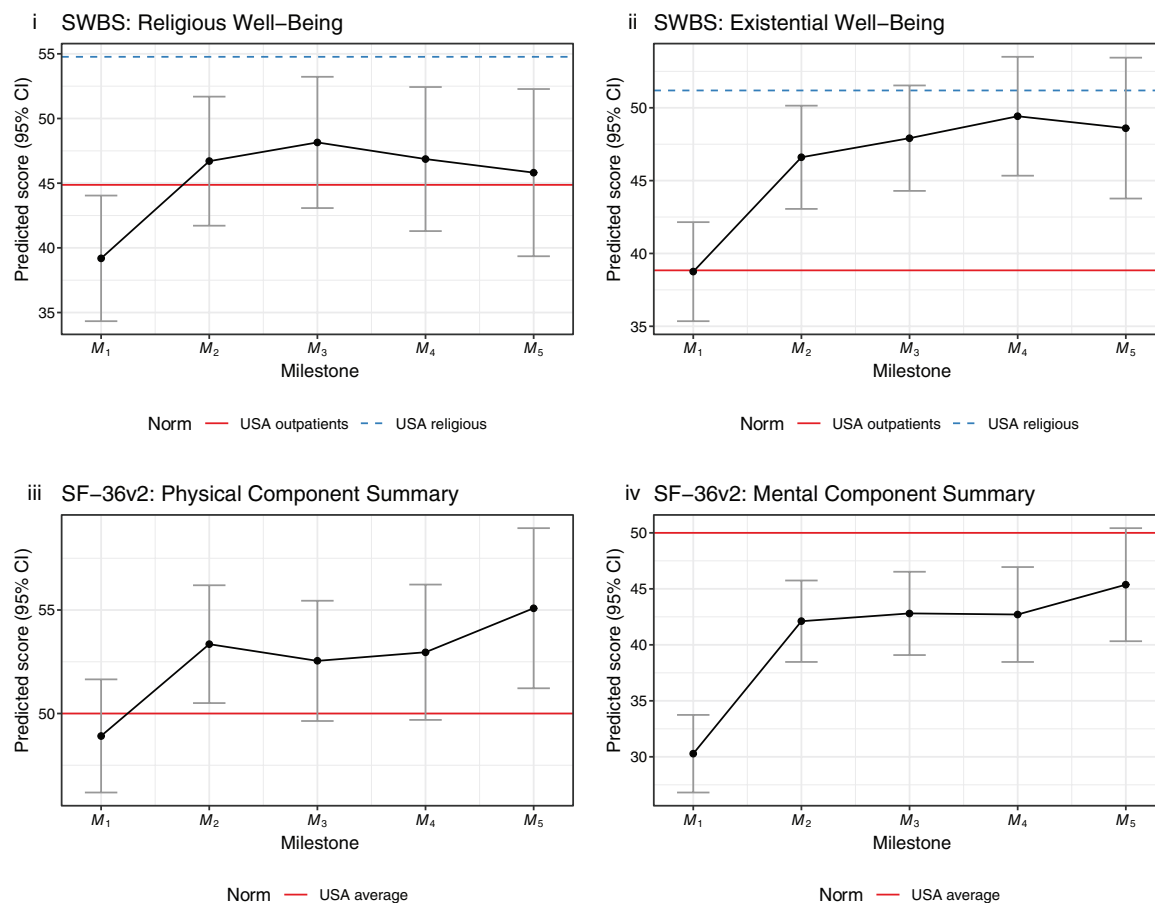 i SWBS: Religious Well–Being
Predicted score (95% CI)
55
50
45
40
35
M1 M2 M3 M4 M5
Milestone
Norm USA outpatients USA religious
ii SWBS: Existential Well–Being
Predicted score (95% CI)
50
45
40
35
M1 M2 M3 M4 M5
Milestone
Norm USA outpatients USA religious
iii SF–36v2: Physical Component Summary
Predicted score (95% CI)
55
50
M1 M2 M3 M4 M5
Milestone
Norm USA average
iv SF–36v2: Mental Component Summary
Predicted score (95% CI)
50
45
40
35
30
M1 M2 M3 M4 M5
Milestone
Norm USA average